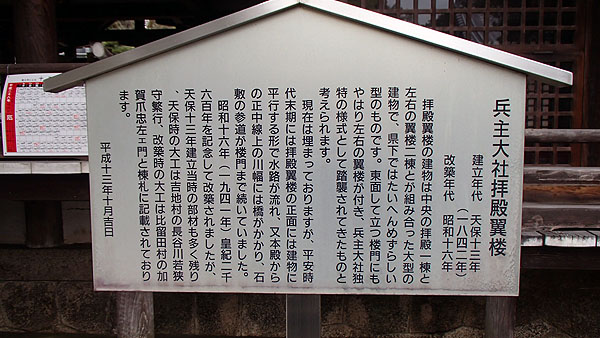 兵主大社拝殿翼楼
建立年代 天保十三年
(一八四二年)
改築年代 昭和十六年
拝殿翼楼の建物は中央の拝殿一棟と
左右の翼楼二棟とが組み合った大型の
建物で、県下ではたいへんめずらしい
型のものです。東面して立つ楼門にも
やはり左右の翼楼が付き、兵主大社独
特の様式として踏襲されてきたものと
考えられます。
現在は埋まっておりますか、平安時
代末期には拝殿翼楼の正面には建物に
平行する形で水路が流れ、又本殿から
の正中線上の川幅には橋がかかり、石
敷の参道が楼門まで続いていました。
昭和十六年(一九四一年)皇紀二千
六百年を記念して改築されましたが、
天保十三年建立当時の部材も多く残り
、天保時の大工は吉地村の長谷川若狭
守繁行、改築時の大工は比留田村の加
賀爪忠左ェ門と棟札に記載されており
ます。
平成十三年十月吉日